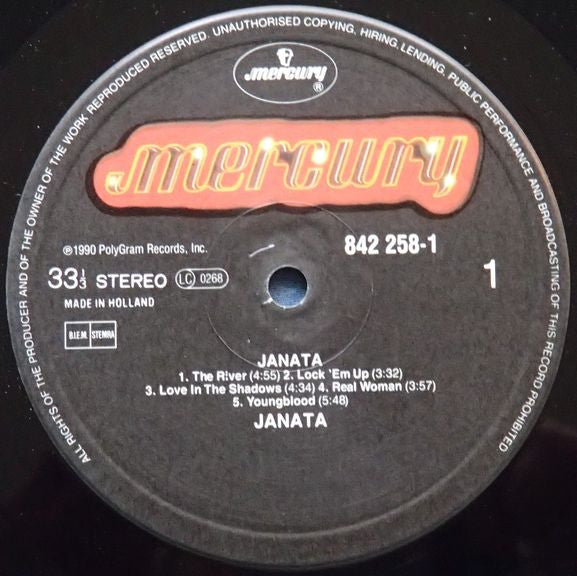 ALL RIGHTS OF THE PRODUCER AND OF THE OWNER OF THE WORK REPRODUCED RESERVED. UNAUTHORISED COPYING, HIRING, LENDING, PUBLIC PERFORMANCE AND BROADCASTING OF THIS RECORD PROHIBITED
mercury
®
mercury
℗1990 PolyGram Records, Inc.
842 258-1
33⅓ STEREO LC 0268
1
MADE IN HOLLAND
B.I.E.M. STEMRA
JANATA
1. The River (4:55) 2. Lock 'Em Up (3:32)
3. Love In The Shadows (4:34) 4. Real Woman (3:57)
5. Youngblood (5:48)
JANATA